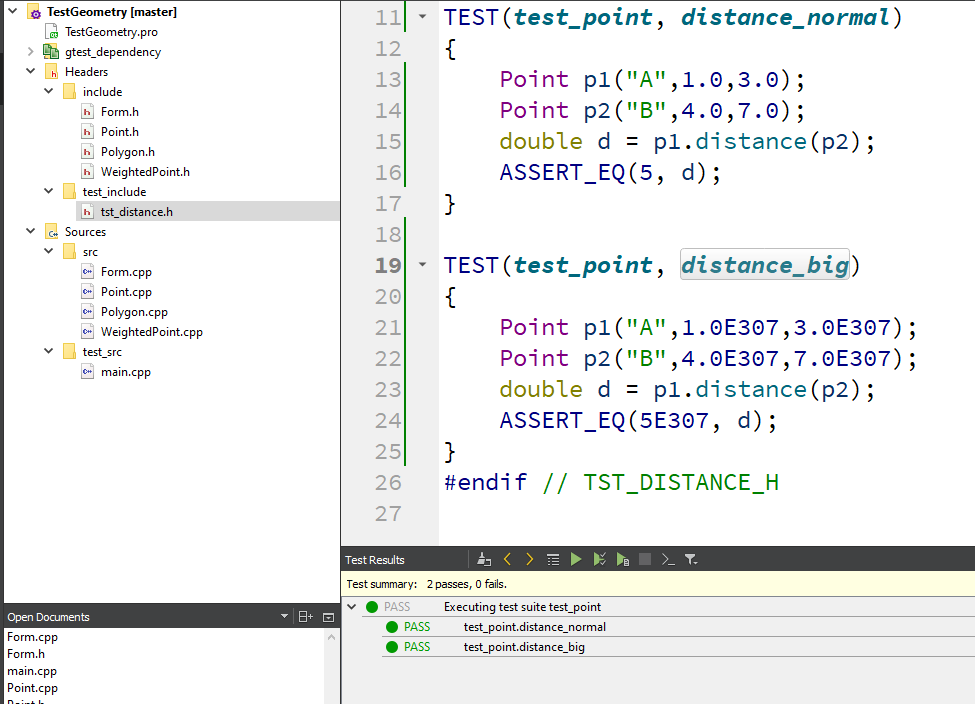 TestGeometry [master]
TestGeometry.pro
gtest_dependency
Headers
include
Form.h
Point.h
Polygon.h
WeightedPoint.h
test_include
tst_distance.h
Sources
src
Form.cpp
Point.cpp
Polygon.cpp
WeightedPoint.cpp
test_src
main.cpp
Open Documents
Form.cpp
Form.h
main.cpp
Point.cpp
Point.h
11 TEST(test_point, distance_normal)
12 {
13 Point p1("A",1.0,3.0);
14 Point p2("B",4.0,7.0);
15 double d = p1.distance(p2);
16 ASSERT_EQ(5, d);
17 }
18
19 TEST(test_point, distance_big)
20 {
21 Point p1("A",1.0E307,3.0E307);
22 Point p2("B",4.0E307,7.0E307);
23 double d = p1.distance(p2);
24 ASSERT_EQ(5E307, d);
25 }
26 #endif // TST_DISTANCE_H
27
Test Results
Test summary: 2 passes, 0 fails.
PASS Executing test suite test_point
PASS test_point.distance_normal
PASS test_point.distance_big